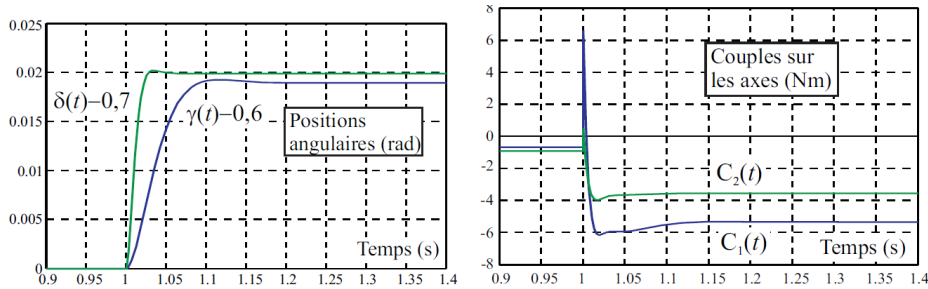 0.025
0.02
0.015
0.01
0.005
0
δ(t)–0,7
γ(t)–0,6
Positions
angulaires (rad)
Temps (s)
0.9 0.95 1 1.05 1.1 1.15 1.2 1.25 1.3 1.35 1.4
8
6
4
2
0
-2
-4
-6
-8
Couples sur
les axes (Nm)
C₂(t)
C₁(t)
Temps (s)
0.9 0.95 1 1.05 1.1 1.15 1.2 1.25 1.3 1.35 1.4